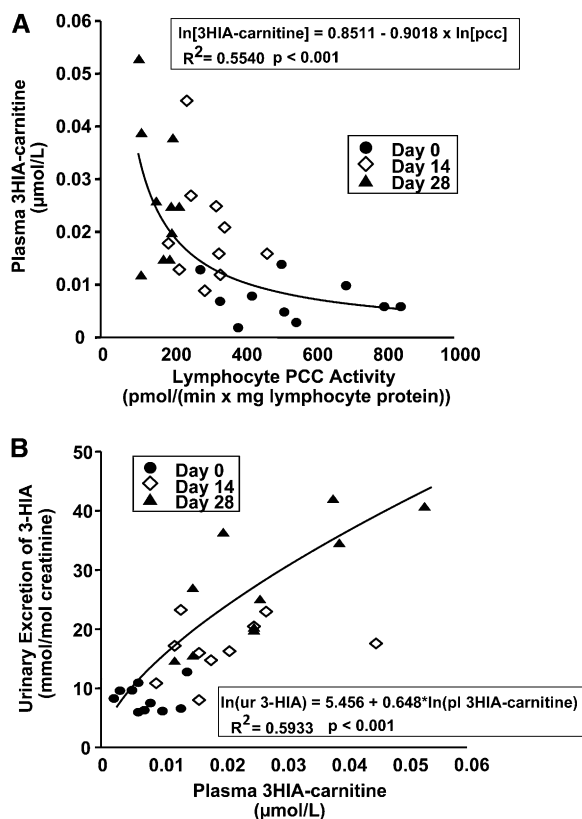 A
ln[3HIA-carnitine] = 0.8511 - 0.9018 x ln[pcc]
R2= 0.5540 p < 0.001
Plasma 3HIA-carnitine
(µmol/L)
0.06
0.05
0.04
0.03
0.02
0.01
0
Day 0
Day 14
Day 28
0 200 400 600 800 1000
Lymphocyte PCC Activity
(pmol/(min x mg lymphocyte protein))
B
Urinary Excretion of 3-HIA
(mmol/mol creatinine)
50
40
30
20
10
0
Day 0
Day 14
Day 28
ln(ur 3-HIA) = 5.456 + 0.648*ln(pl 3HIA-carnitine)
R2= 0.5933 p < 0.001
0 0.01 0.02 0.03 0.04 0.05 0.06
Plasma 3HIA-carnitine
(µmol/L)